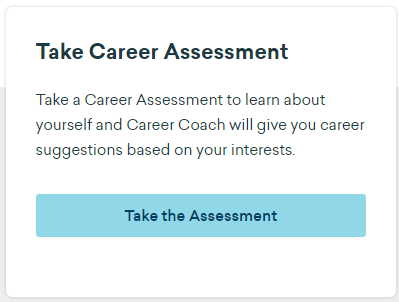 Take Career Assessment
Take a Career Assessment to learn about
yourself and Career Coach will give you career
suggestions based on your interests.
Take the Assessment